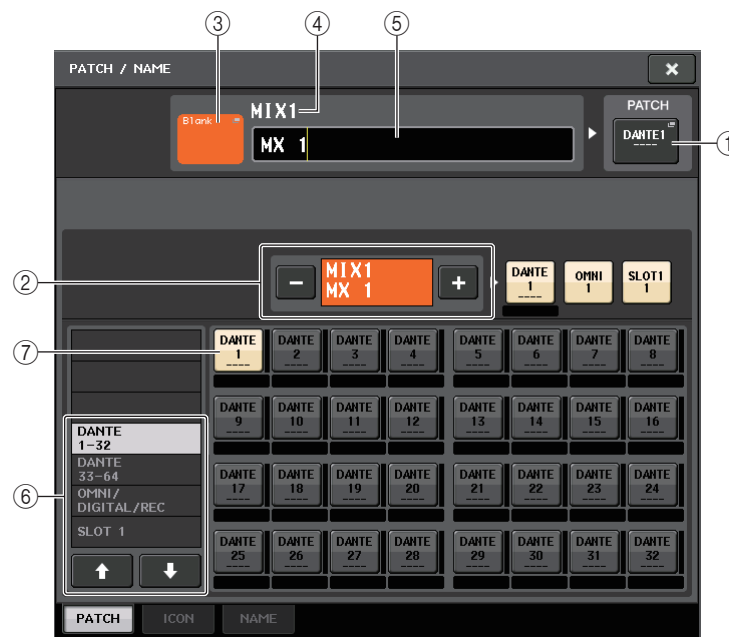 ③ ④ ⑤
PATCH / NAME
Blank
MIX1
MX 1
PATCH
DANTE1
----
①
②
MIX1
MX 1
DANTE
1
----
OMNI
1
SLOT1
1
⑦
DANTE
1
----
DANTE
2
----
DANTE
3
----
DANTE
4
----
DANTE
5
----
DANTE
6
----
DANTE
7
----
DANTE
8
----
DANTE
9
----
DANTE
10
----
DANTE
11
----
DANTE
12
----
DANTE
13
----
DANTE
14
----
DANTE
15
----
DANTE
16
----
⑥
DANTE
1-32
DANTE
33-64
OMNI/
DIGITAL/REC
SLOT 1
DANTE
17
----
DANTE
18
----
DANTE
19
----
DANTE
20
----
DANTE
21
----
DANTE
22
----
DANTE
23
----
DANTE
24
----
DANTE
25
----
DANTE
26
----
DANTE
27
----
DANTE
28
----
DANTE
29
----
DANTE
30
----
DANTE
31
----
DANTE
32
----
PATCH
ICON
NAME